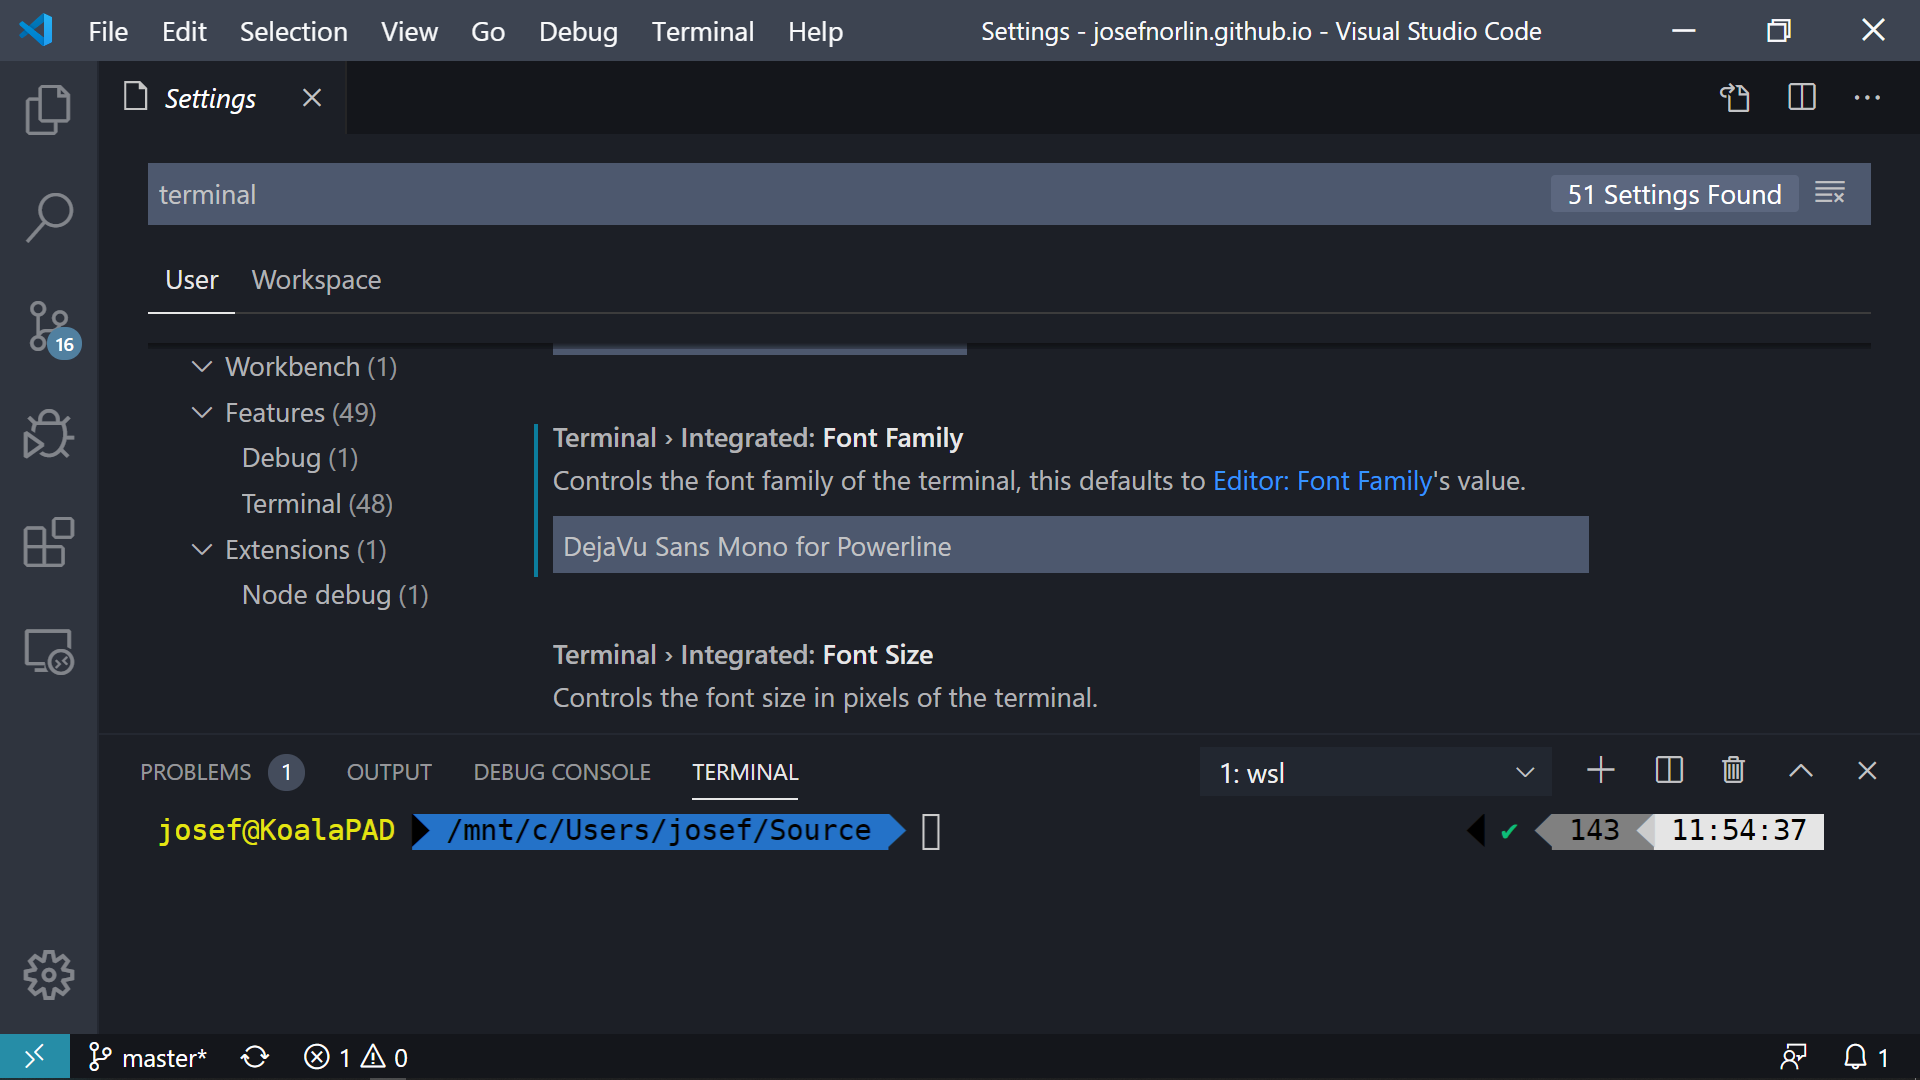 File Edit Selection View Go Debug Terminal Help Settings - josefnorlin.github.io - Visual Studio Code
Settings
terminal 51 Settings Found
User Workspace
16
Workbench (1)
Features (49)
Debug (1)
Terminal (48)
Extensions (1)
Node debug (1)
Terminal › Integrated: Font Family
Controls the font family of the terminal, this defaults to Editor: Font Family's value.
DejaVu Sans Mono for Powerline
Terminal › Integrated: Font Size
Controls the font size in pixels of the terminal.
PROBLEMS 1 OUTPUT DEBUG CONSOLE TERMINAL 1: wsl
josef@KoalaPAD /mnt/c/Users/josef/Source ✔ 143 11:54:37
master* 1 0 1